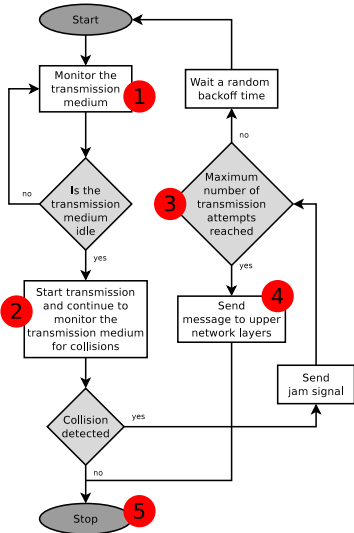 Start
Monitor the
transmission
medium
1
Is the
transmission
medium
idle
no
yes
2
Start transmission
and continue to
monitor the
transmission medium
for collisions
Collision
detected
yes
no
Stop
5
Wait a random
backoff time
no
3
Maximum
number of
transmission
attempts
reached
yes
4
Send
message to upper
network layers
Send
jam signal